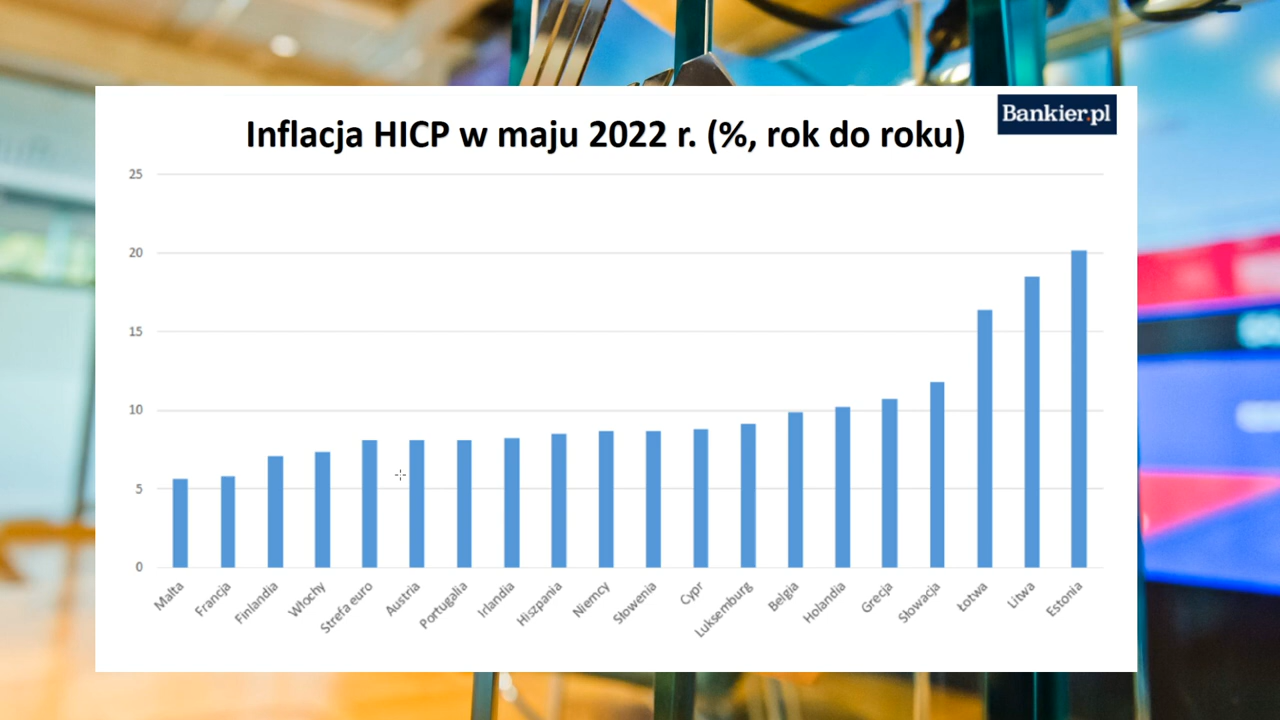 Inflacja HICP w maju 2022 r. (%, rok do roku)
Bankier.pl
25
20
15
10
5
0
Malta
Francja
Finlandia
Włochy
Strefa euro
Austria
Portugalia
Irlandia
Hiszpania
Niemcy
Słowenia
Cypr
Luksemburg
Belgia
Holandia
Grecja
Słowacja
Łotwa
Litwa
Estonia